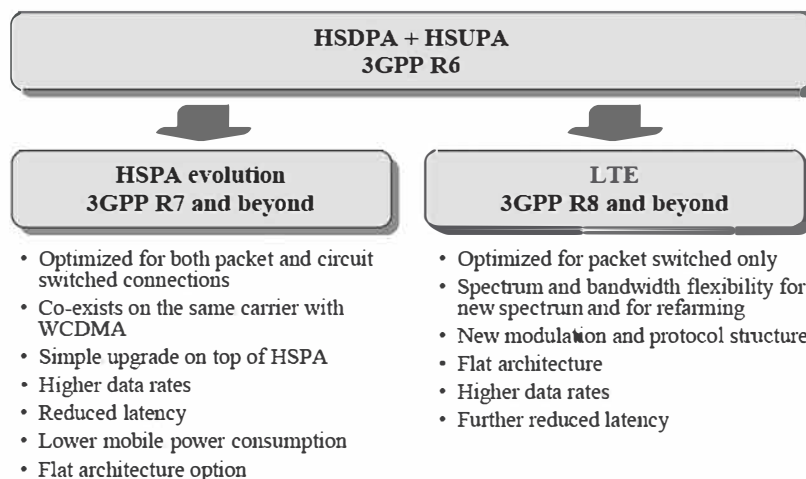 HSDPA + HSUPA
3GPP R6
HSPA evolution
3GPP R7 and beyond
• Optimized for both packet and circuit
switched connections
• Co-exists on the same carrier with
WCDMA
• Simple upgrade on top of HSPA
• Higher data rates
• Reduced latency
• Lower mobile power consumption
• Flat architecture option
LTE
3GPP R8 and beyond
• Optimized for packet switched only
• Spectrum and bandwidth flexibility for
new spectrum and for refarming
• New modulation and protocol structure
• Flat architecture
• Higher data rates
• Further reduced latency